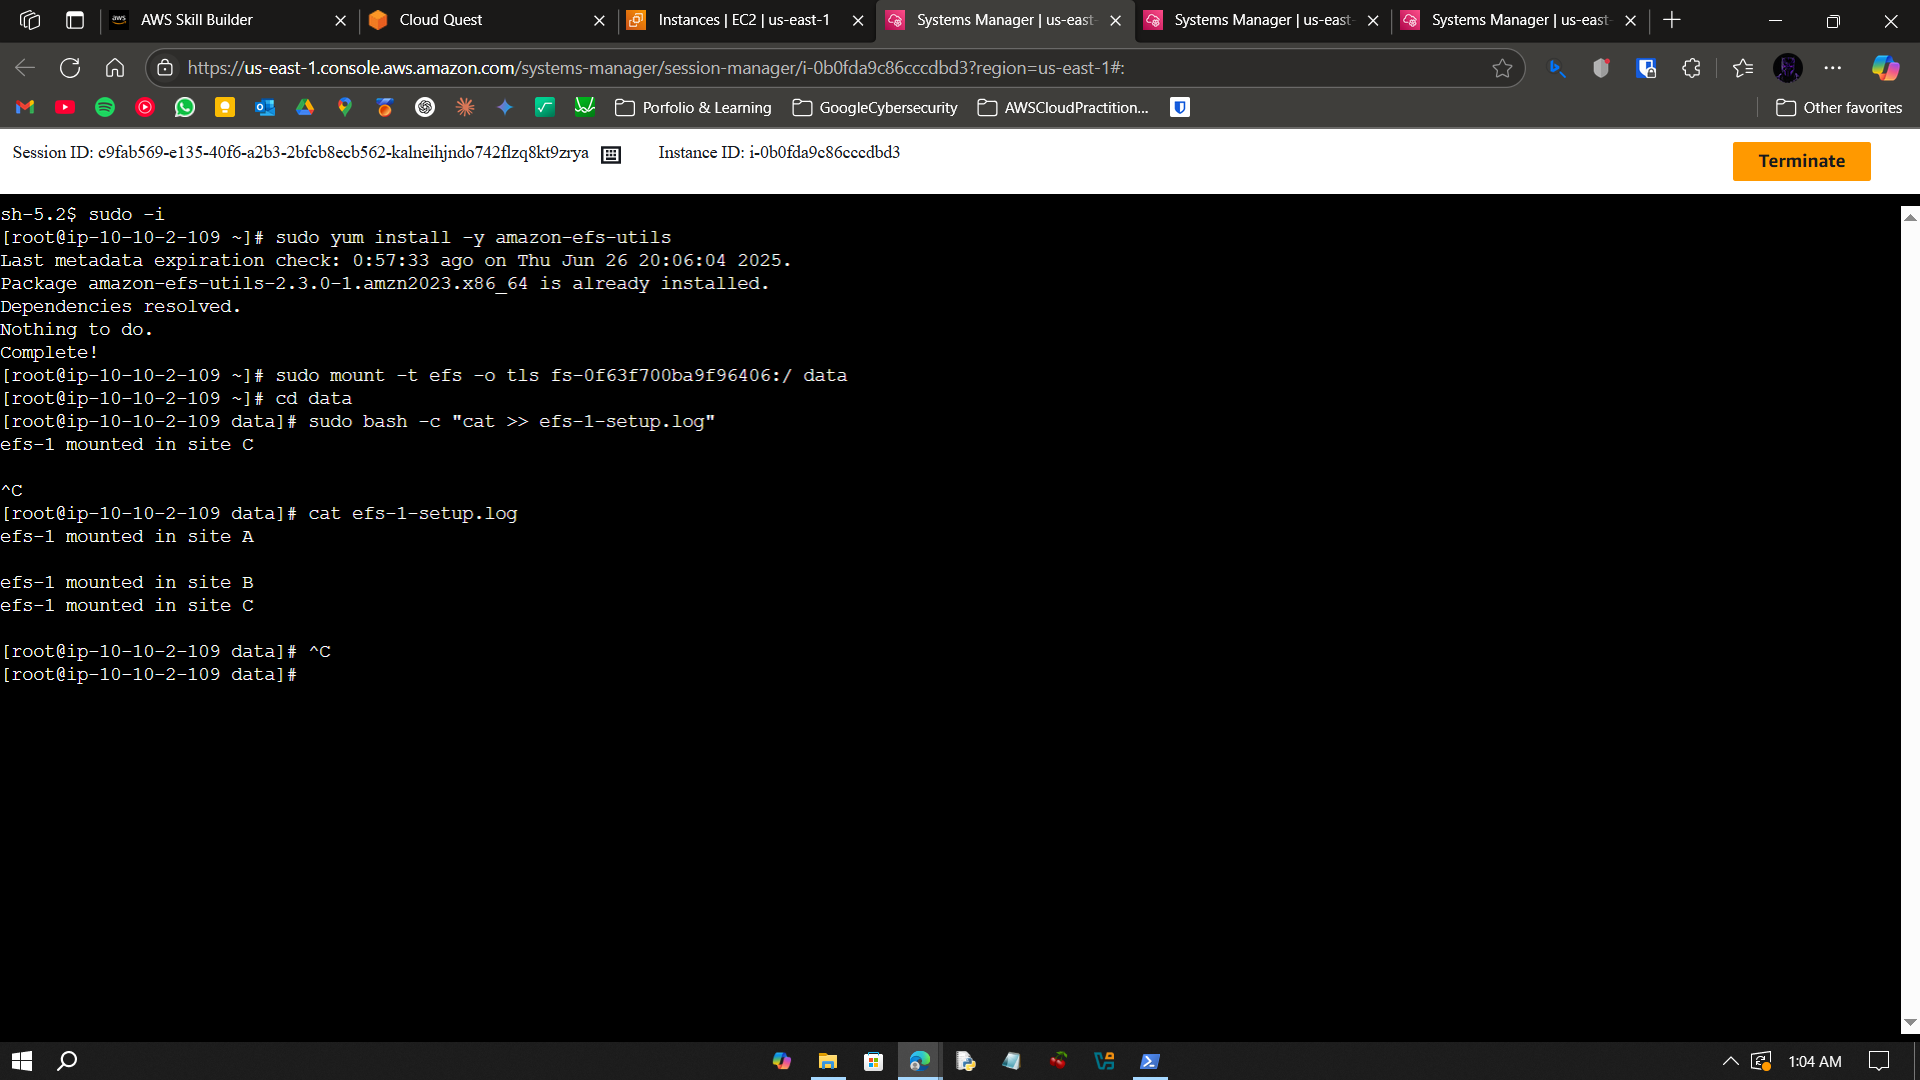 AWS Skill Builder
Cloud Quest
Instances | EC2 | us-east-1
Systems Manager | us-east-
Systems Manager | us-east-
Systems Manager | us-east-
https://us-east-1.console.aws.amazon.com/systems-manager/session-manager/i-0b0fda9c86cccdbd3?region=us-east-1#:
Porfolio & Learning
GoogleCybersecurity
AWSCloudPractition...
Other favorites
Session ID: c9fab569-e135-40f6-a2b3-2bfcb8ecb562-kalneihjndo742flzq8kt9zrya
Instance ID: i-0b0fda9c86cccdbd3
Terminate
sh-5.2$ sudo -i
[root@ip-10-10-2-109 ~]# sudo yum install -y amazon-efs-utils
Last metadata expiration check: 0:57:33 ago on Thu Jun 26 20:06:04 2025.
Package amazon-efs-utils-2.3.0-1.amzn2023.x86_64 is already installed.
Dependencies resolved.
Nothing to do.
Complete!
[root@ip-10-10-2-109 ~]# sudo mount -t efs -o tls fs-0f63f700ba9f96406:/ data
[root@ip-10-10-2-109 ~]# cd data
[root@ip-10-10-2-109 data]# sudo bash -c "cat >> efs-1-setup.log"
efs-1 mounted in site C
^C
[root@ip-10-10-2-109 data]# cat efs-1-setup.log
efs-1 mounted in site A
efs-1 mounted in site B
efs-1 mounted in site C
[root@ip-10-10-2-109 data]# ^C
[root@ip-10-10-2-109 data]#
1:04 AM